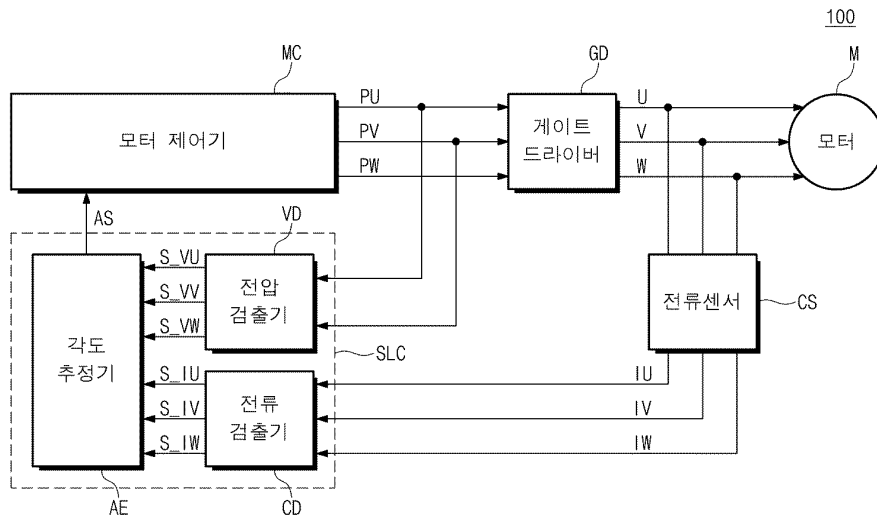 100
MC
GD
M
PU
PV
PW
U
V
W
모터 제어기
게이트
드라이버
모터
AS
VD
S_VU
S_VV
S_VW
전압
검출기
전류센서
CS
각도
추정기
SLC
S_IU
S_IV
S_IW
전류
검출기
IU
IV
IW
AE
CD